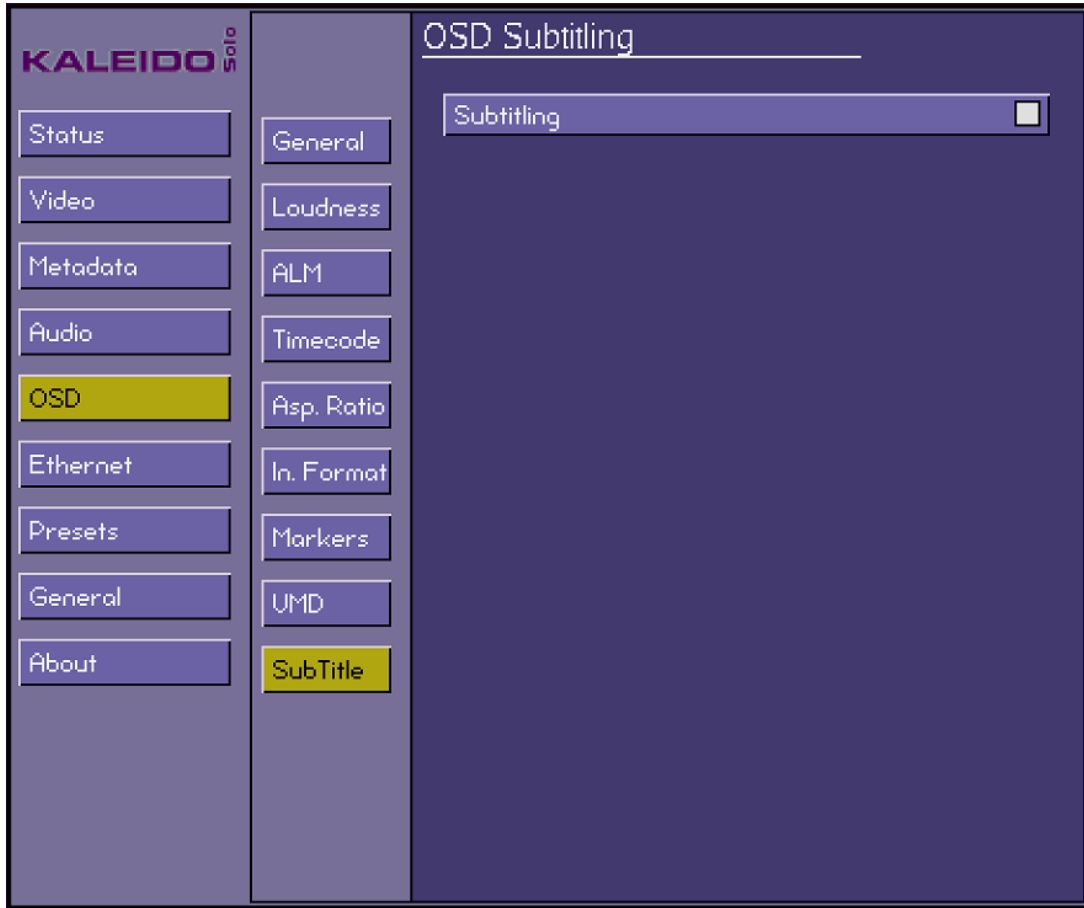 KALEIDO Solo
Status
Video
Metadata
Audio
OSD
Ethernet
Presets
General
About
General
Loudness
ALM
Timecode
Asp. Ratio
In. Format
Markers
UMD
SubTitle
OSD Subtitling
Subtitling